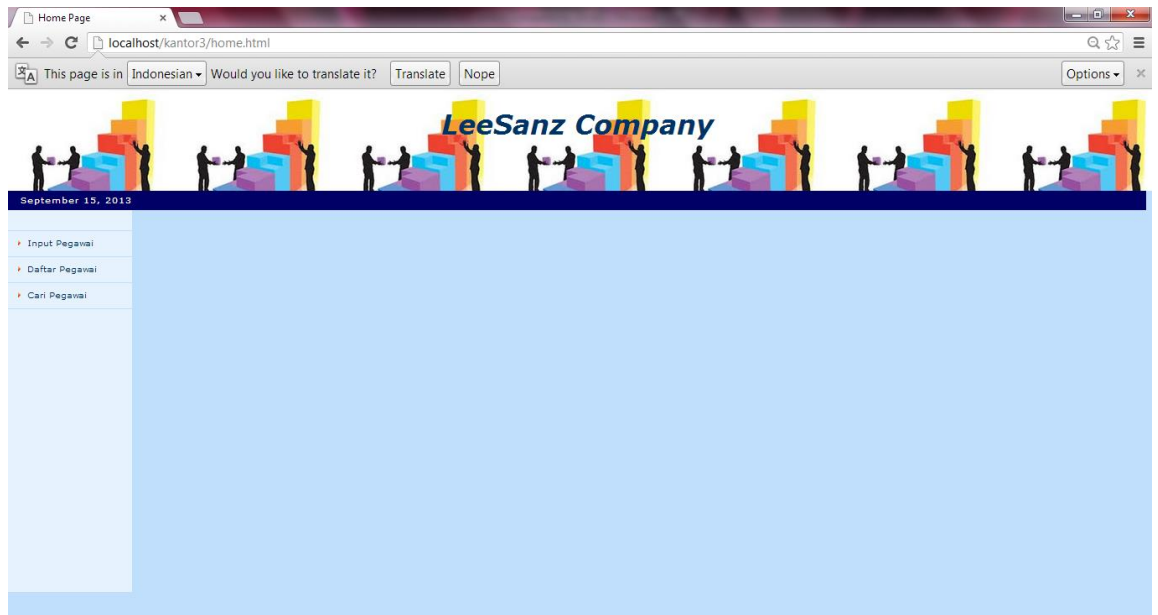 Home Page
localhost/kantor3/home.html
This page is in Indonesian Would you like to translate it? Translate Nope Options
LeeSanz Company
September 15, 2013
Input Pegawai
Daftar Pegawai
Cari Pegawai